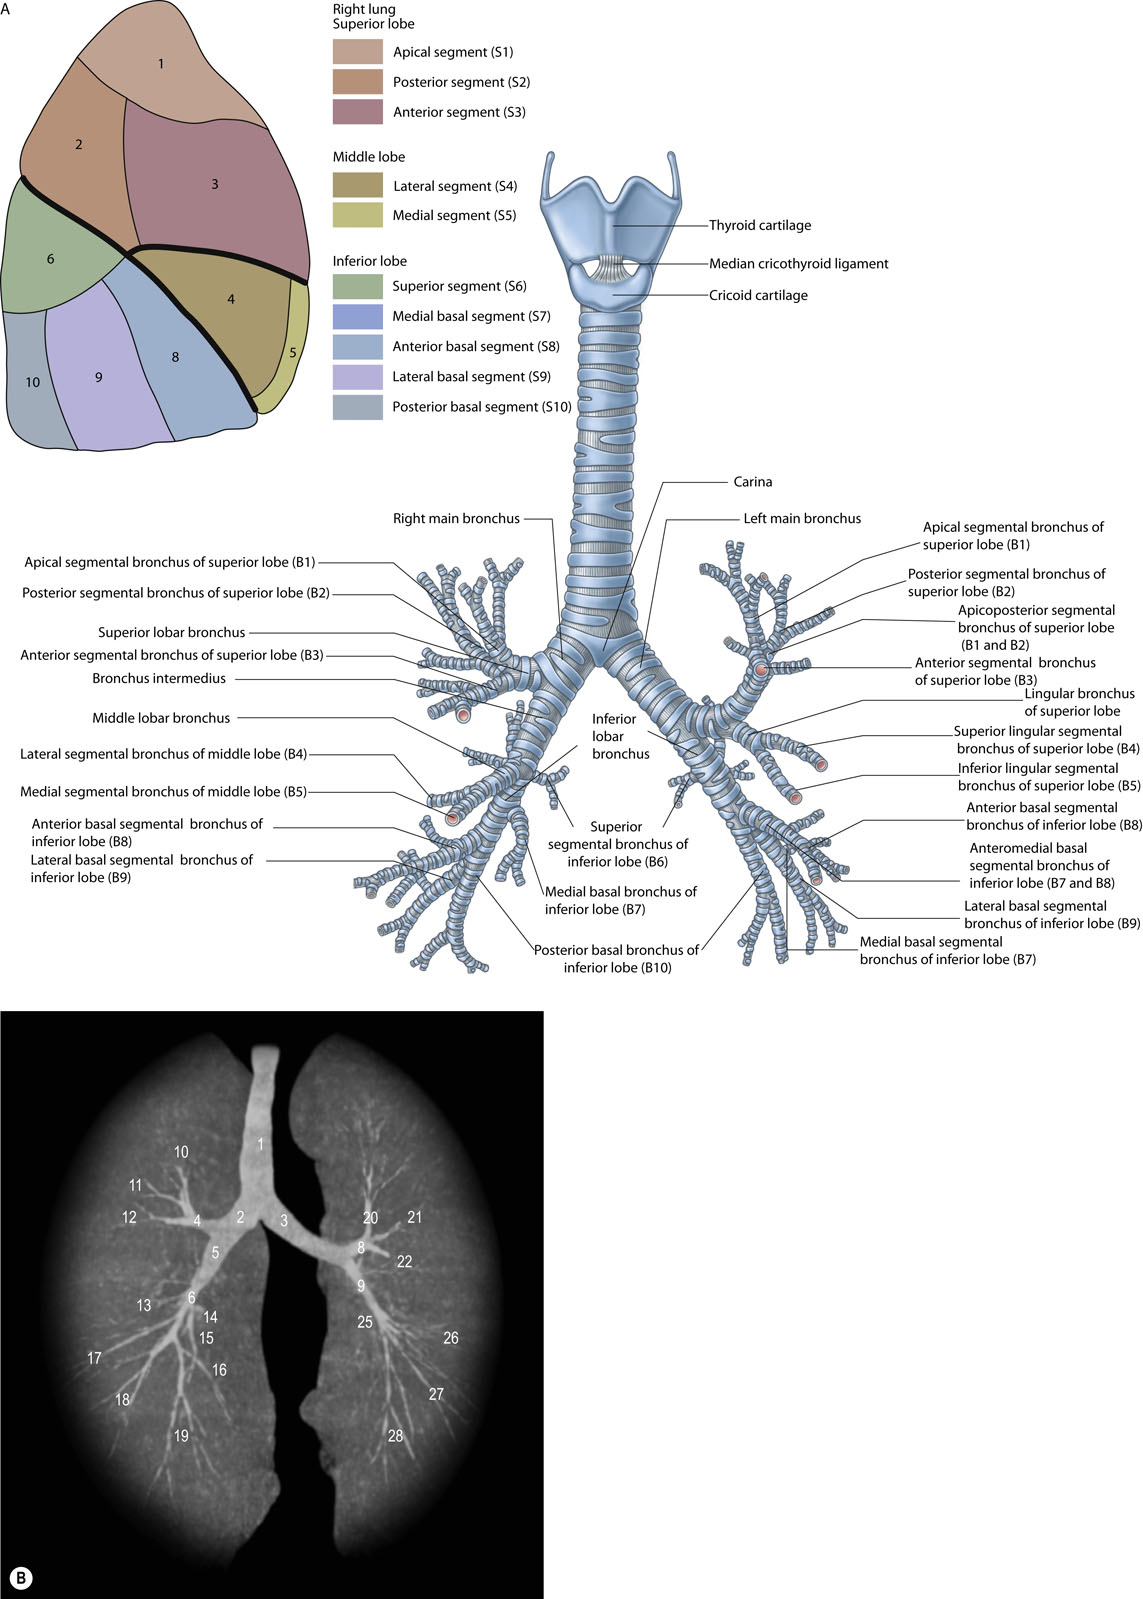 A
Right lung
Superior lobe
Apical segment (S1)
Posterior segment (S2)
Anterior segment (S3)
Middle lobe
Lateral segment (S4)
Medial segment (S5)
Inferior lobe
Superior segment (S6)
Medial basal segment (S7)
Anterior basal segment (S8)
Lateral basal segment (S9)
Posterior basal segment (S10)
1
2
3
6
4
5
8
9
10
Thyroid cartilage
Median cricothyroid ligament
Cricoid cartilage
Carina
Right main bronchus
Left main bronchus
Apical segmental bronchus of superior lobe (B1)
Posterior segmental bronchus of superior lobe (B2)
Superior lobar bronchus
Anterior segmental bronchus of superior lobe (B3)
Bronchus intermedius
Middle lobar bronchus
Lateral segmental bronchus of middle lobe (B4)
Medial segmental bronchus of middle lobe (B5)
Anterior basal segmental bronchus of
inferior lobe (B8)
Lateral basal segmental bronchus of
inferior lobe (B9)
Inferior
lobar
bronchus
Superior
segmental bronchus of
inferior lobe (B6)
Medial basal bronchus of
inferior lobe (B7)
Posterior basal bronchus of
inferior lobe (B10)
Apical segmental bronchus of
superior lobe (B1)
Posterior segmental bronchus of
superior lobe (B2)
Apicoposterior segmental
bronchus of superior lobe
(B1 and B2)
Anterior segmental bronchus
of superior lobe (B3)
Lingular bronchus
of superior lobe
Superior lingular segmental
bronchus of superior lobe (B4)
Inferior lingular segmental
bronchus of superior lobe (B5)
Anterior basal segmental
bronchus of inferior lobe (B8)
Anteromedial basal
segmental bronchus of
inferior lobe (B7 and B8)
Lateral basal segmental
bronchus of inferior lobe (B9)
Medial basal segmental
bronchus of inferior lobe (B7)
1
10
11
12
4
2
3
20
21
5
8
22
6
9
13
14
25
15
26
17
16
18
27
19
28
B